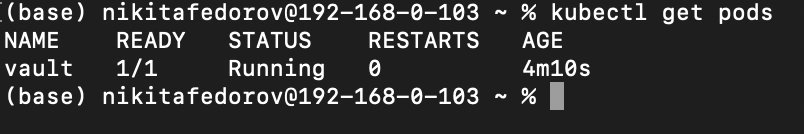 (base) nikitafedorov@192-168-0-103 ~ % kubectl get pods
NAME    READY   STATUS    RESTARTS   AGE
vault   1/1     Running   0          4m10s
(base) nikitafedorov@192-168-0-103 ~ %